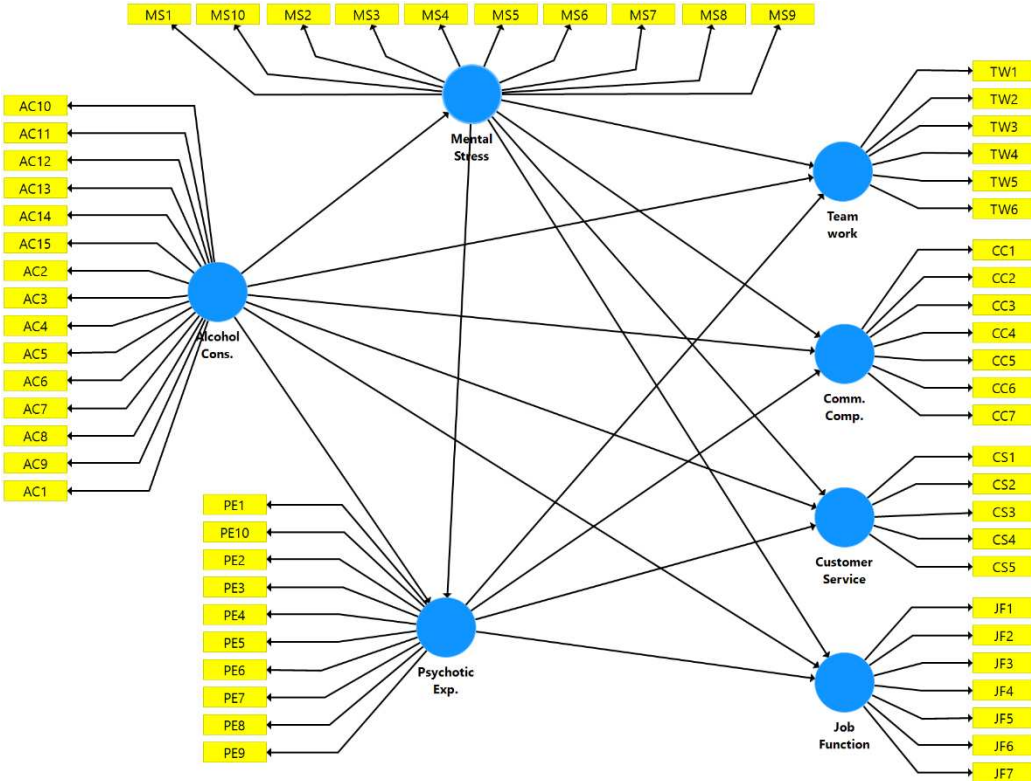 MS1 MS10 MS2 MS3 MS4 MS5 MS6 MS7 MS8 MS9
Mental
Stress
AC10
AC11
AC12
AC13
AC14
AC15
AC2
AC3
AC4
AC5
AC6
AC7
AC8
AC9
AC1
Alcohol
Cons.
PE1
PE10
PE2
PE3
PE4
PE5
PE6
PE7
PE8
PE9
Psychotic
Exp.
Team
work
TW1
TW2
TW3
TW4
TW5
TW6
Comm.
Comp.
CC1
CC2
CC3
CC4
CC5
CC6
CC7
Customer
Service
CS1
CS2
CS3
CS4
CS5
Job
Function
JF1
JF2
JF3
JF4
JF5
JF6
JF7